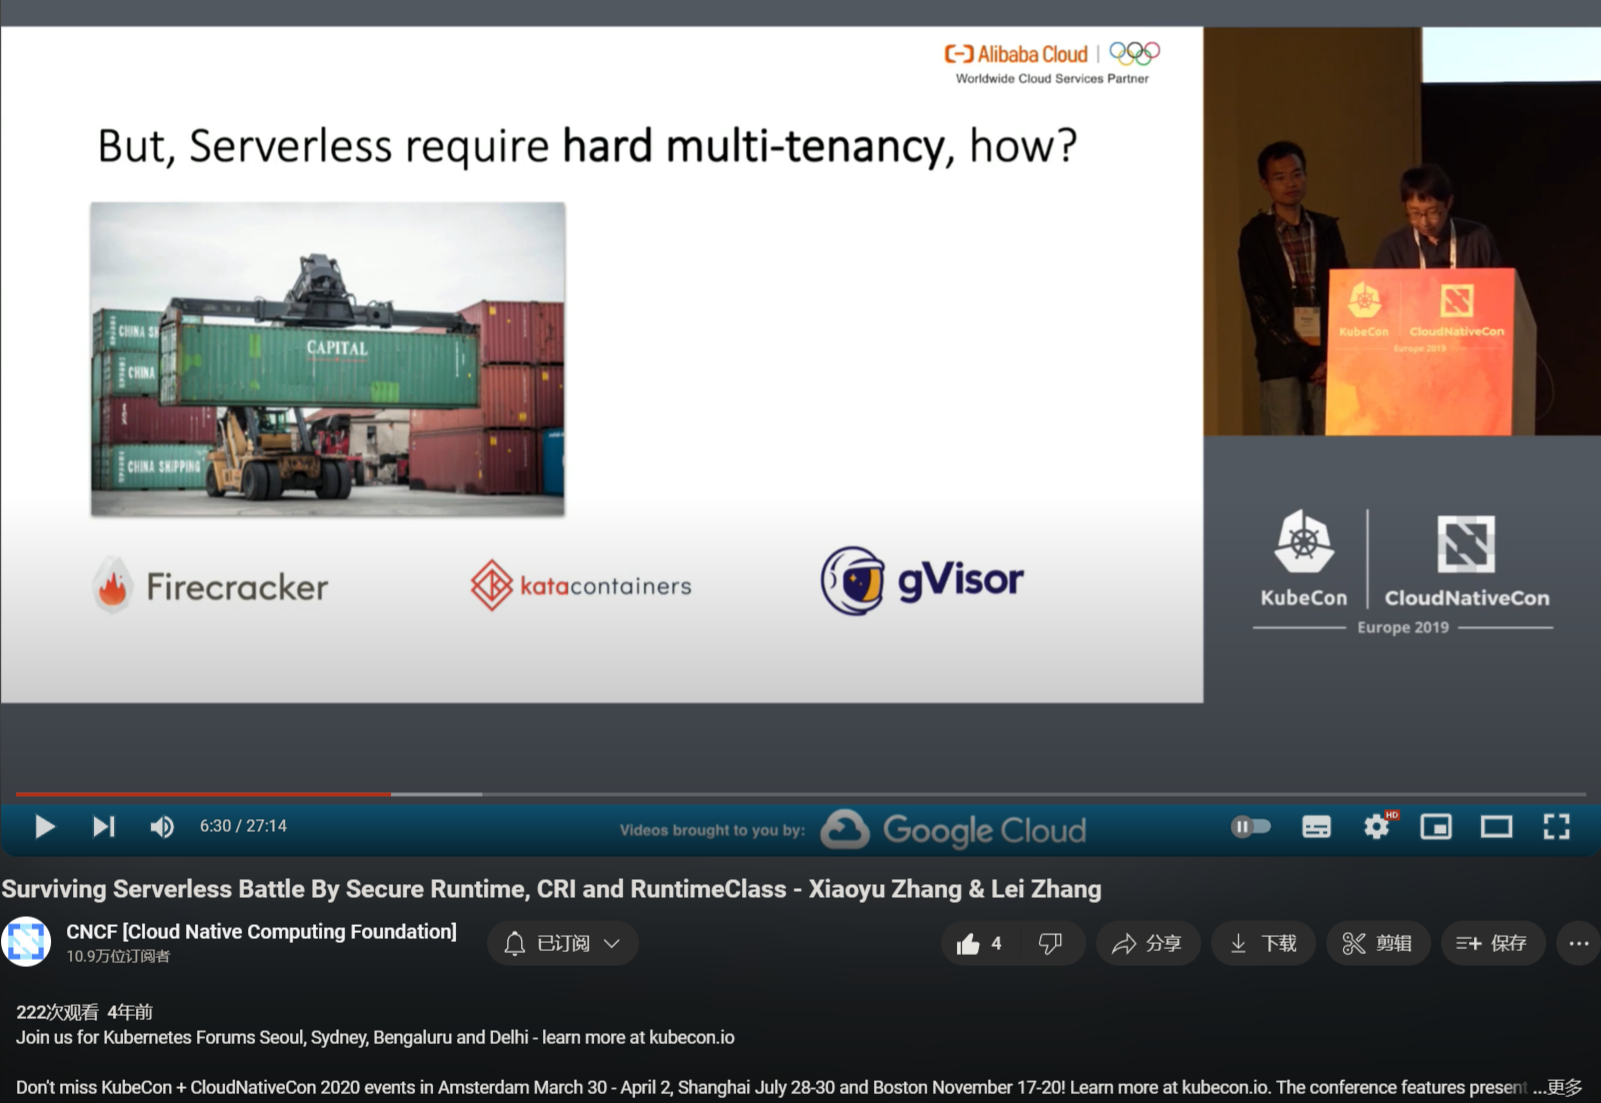 Alibaba Cloud
Worldwide Cloud Services Partner
But, Serverless require hard multi-tenancy, how?
CHINA SH
CAPITAL
CHINA
CHINA SHIPPING
Firecracker
katacontainers
gVisor
KubeCon
CloudNativeCon
Europe 2019
KubeCon
CloudNativeCon
Europe 2019
6:30 / 27:14
Videos brought to you by: Google Cloud
HD
Surviving Serverless Battle By Secure Runtime, CRI and RuntimeClass - Xiaoyu Zhang & Lei Zhang
CNCF [Cloud Native Computing Foundation]
10.9万位订阅者
已订阅
4
分享
下载
剪辑
保存
222次观看 4年前
Join us for Kubernetes Forums Seoul, Sydney, Bengaluru and Delhi - learn more at kubecon.io
Don't miss KubeCon + CloudNativeCon 2020 events in Amsterdam March 30 - April 2, Shanghai July 28-30 and Boston November 17-20! Learn more at kubecon.io. The conference features present ...更多